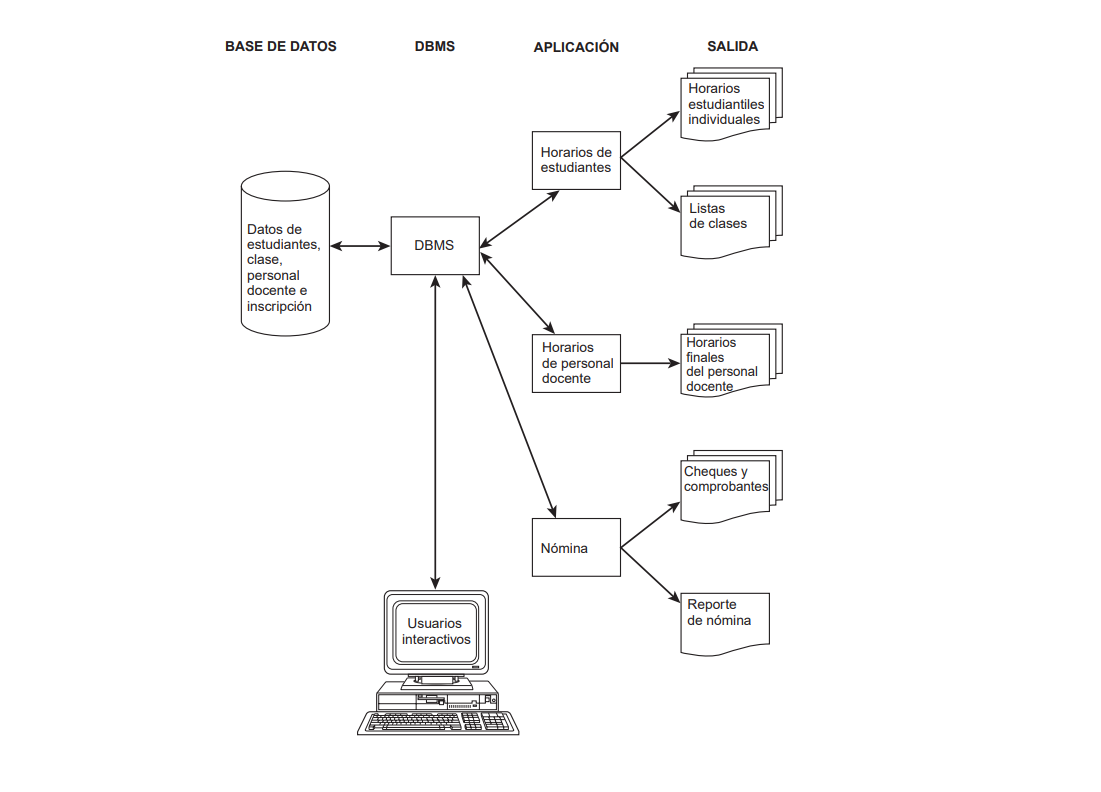 BASE DE DATOS
DBMS
APLICACIÓN
SALIDA
Datos de
estudiantes,
clase,
personal
docente e
inscripción
DBMS
Horarios de
estudiantes
Horarios
estudiantiles
individuales
Listas
de clases
Horarios
de personal
docente
Horarios
finales
del personal
docente
Nómina
Cheques y
comprobantes
Reporte
de nómina
Usuarios
interactivos